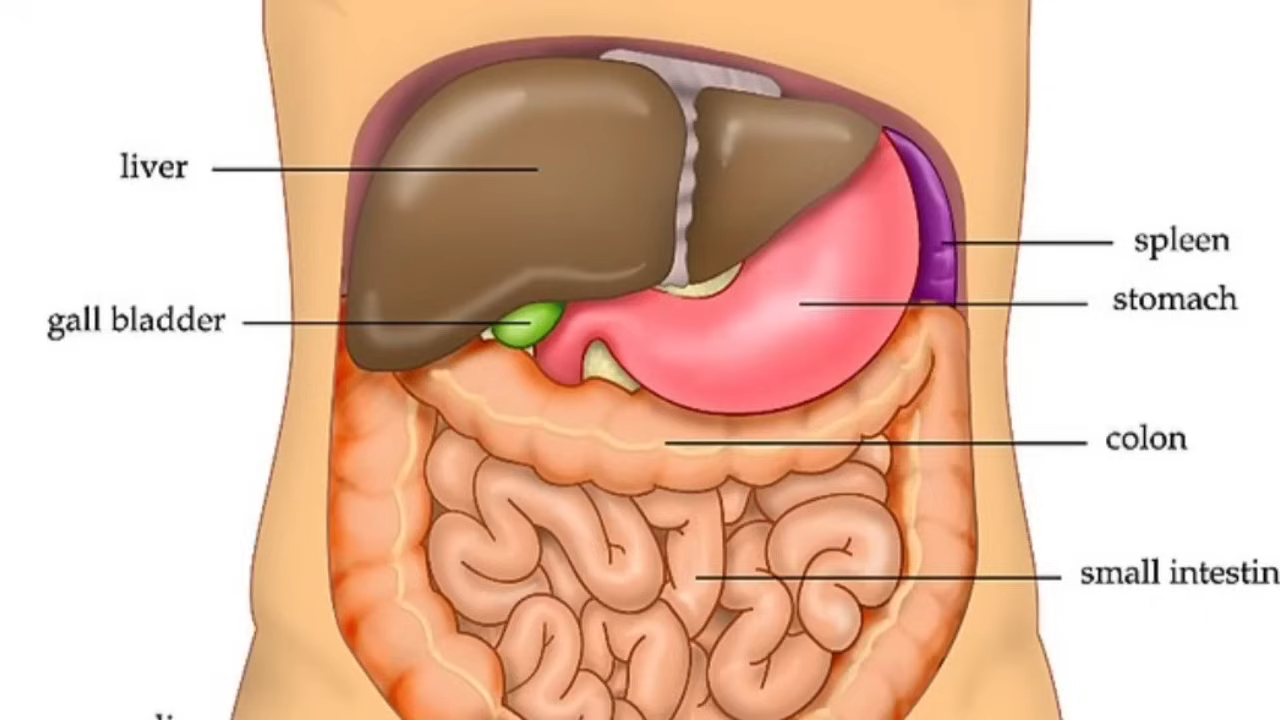 liver
spleen
stomach
gall bladder
colon
small intestin